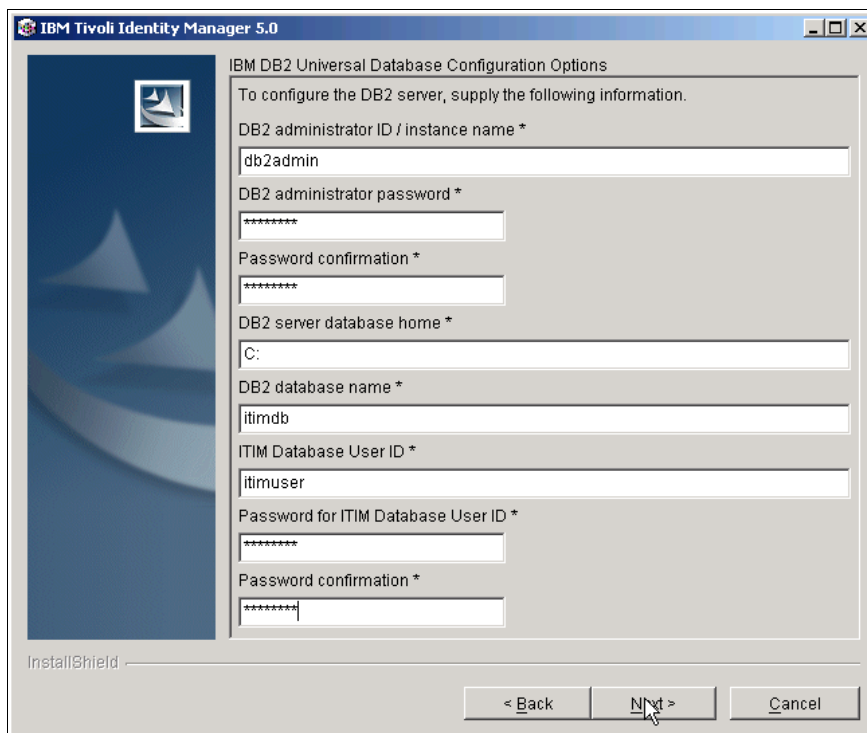 IBM Tivoli Identity Manager 5.0
IBM DB2 Universal Database Configuration Options
To configure the DB2 server, supply the following information.
DB2 administrator ID / instance name *
db2admin
DB2 administrator password *
********
Password confirmation *
********
DB2 server database home *
C:
DB2 database name *
itimdb
ITIM Database User ID *
itimuser
Password for ITIM Database User ID *
********
Password confirmation *
********
InstallShield
< Back Next > Cancel